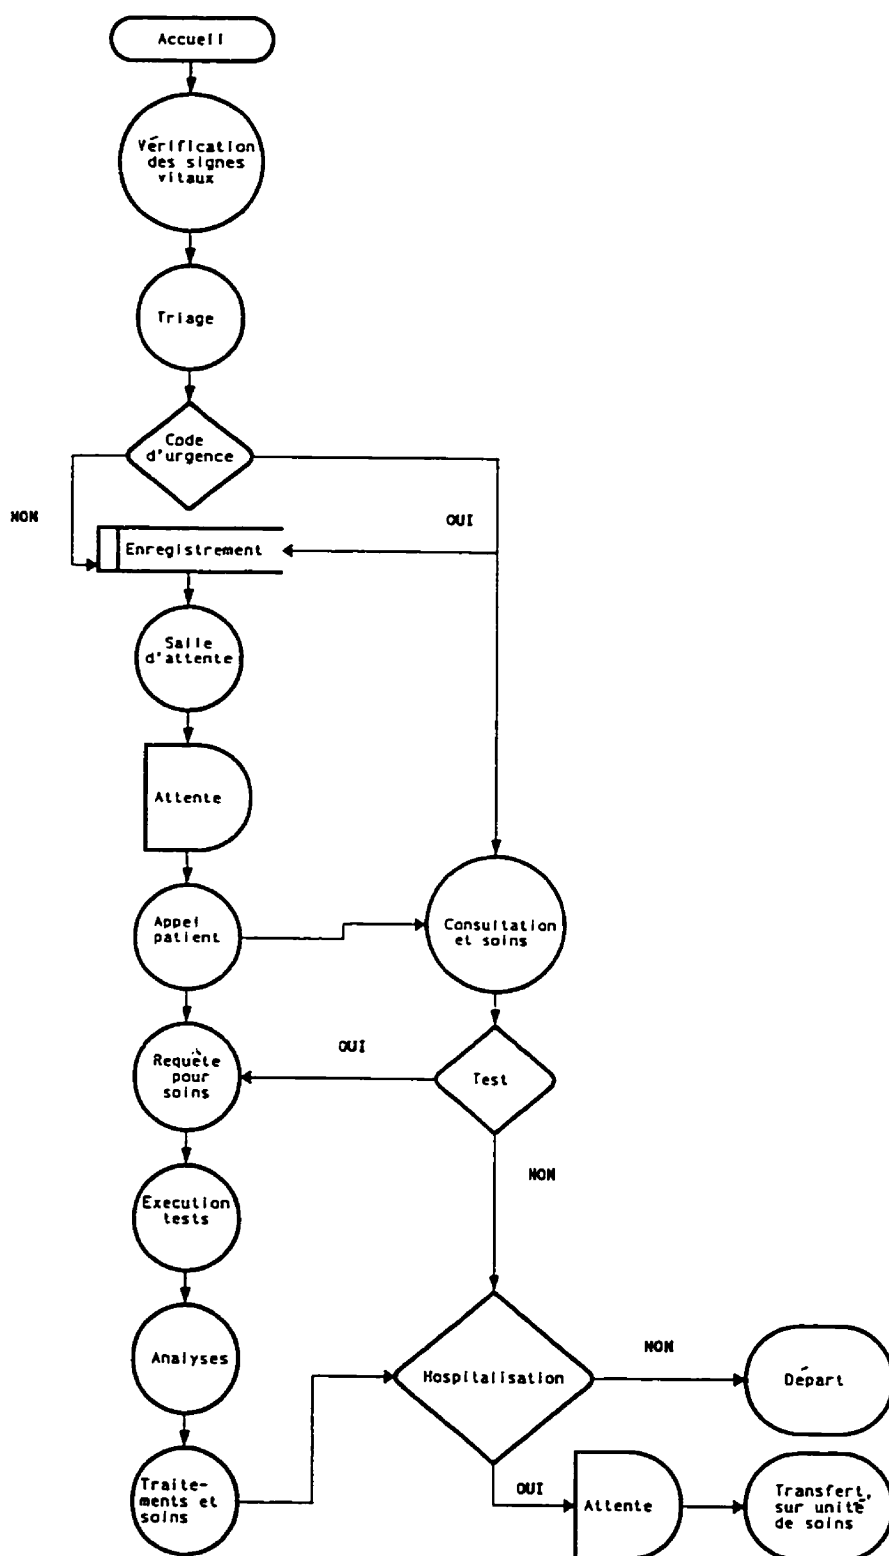 Accueil
Vérification
des signes
vitaux
Triage
Code
d'urgence
NON
OUI
Enregistrement
Salle
d'attente
Attente
Appel
patient
Consultation
et soins
Requête
pour
soins
OUI
Test
NON
Execution
tests
Analyses
Hospitalisation
NON
Départ
Traite-
ments et
soins
OUI
Attente
Transfert
sur unité
de soins